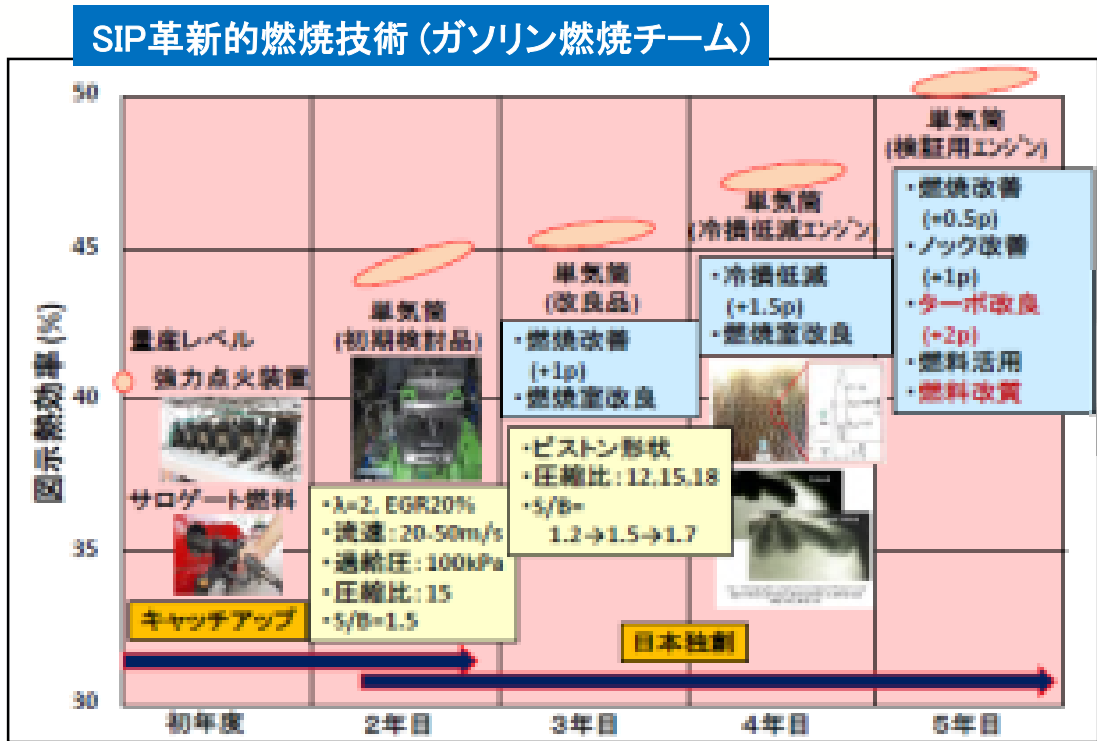 SIP革新的燃焼技術 (ガソリン燃焼チーム)
図示熱効率 (%)
50
45
40
35
30
量産レベル
強力点火装置
サロゲート燃料
キャッチアップ
単気筒
(初期検討品)
・λ=2, EGR20%
・流速:20-50m/s
・過給圧:100kPa
・圧縮比:15
・S/B=1.5
単気筒
(改良品)
・燃焼改善
(+1p)
・燃焼室改良
・ピストン形状
・圧縮比:12,15,18
・S/B=
1.2→1.5→1.7
単気筒
(冷損低減エンジン)
・冷損低減
(+1.5p)
・燃焼室改良
単気筒
(検証用エンジン)
・燃焼改善
(+0.5p)
・ノック改善
(+1p)
・ターボ改良
(+2p)
・燃料活用
・燃料改質
日本独創
初年度
2年目
3年目
4年目
5年目